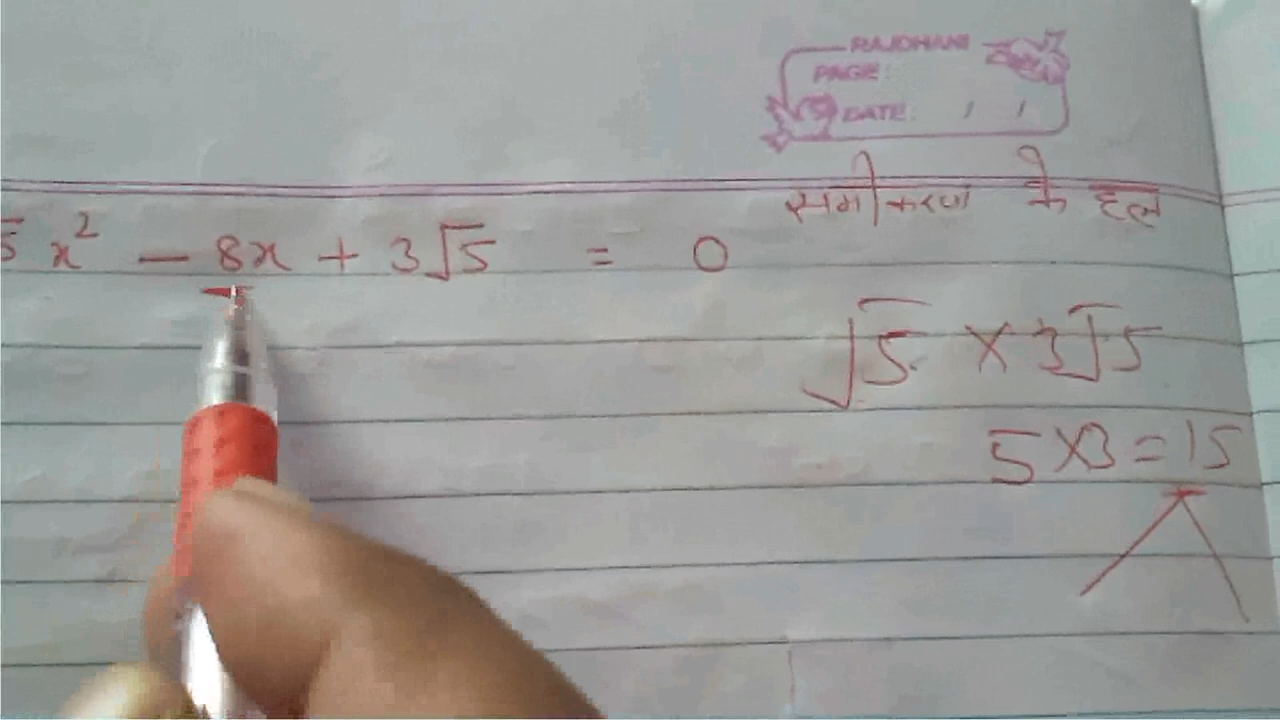 RAJDHANI
PAGE:
DATE: / /
समीकरण के हल
5 x² − 8x + 3√5 = 0
√5 × 3√5
5×3=15